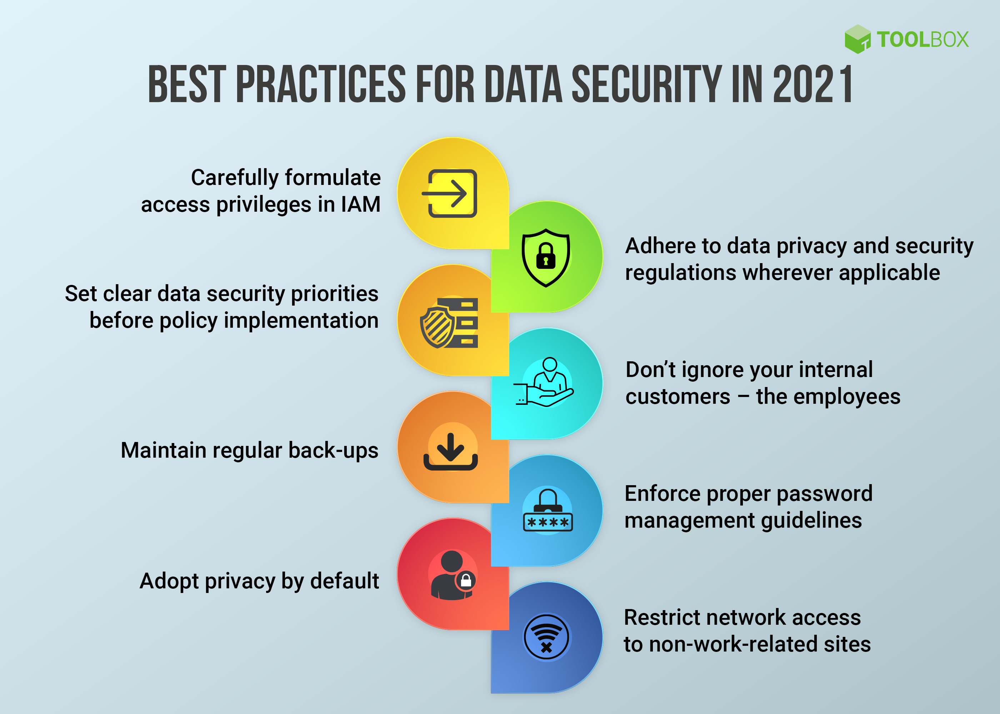 TOOLBOX
BEST PRACTICES FOR DATA SECURITY IN 2021
Carefully formulate
access privileges in IAM
Adhere to data privacy and security
regulations wherever applicable
Set clear data security priorities
before policy implementation
Don’t ignore your internal
customers – the employees
Maintain regular back-ups
Enforce proper password
management guidelines
****
Adopt privacy by default
Restrict network access
to non-work-related sites